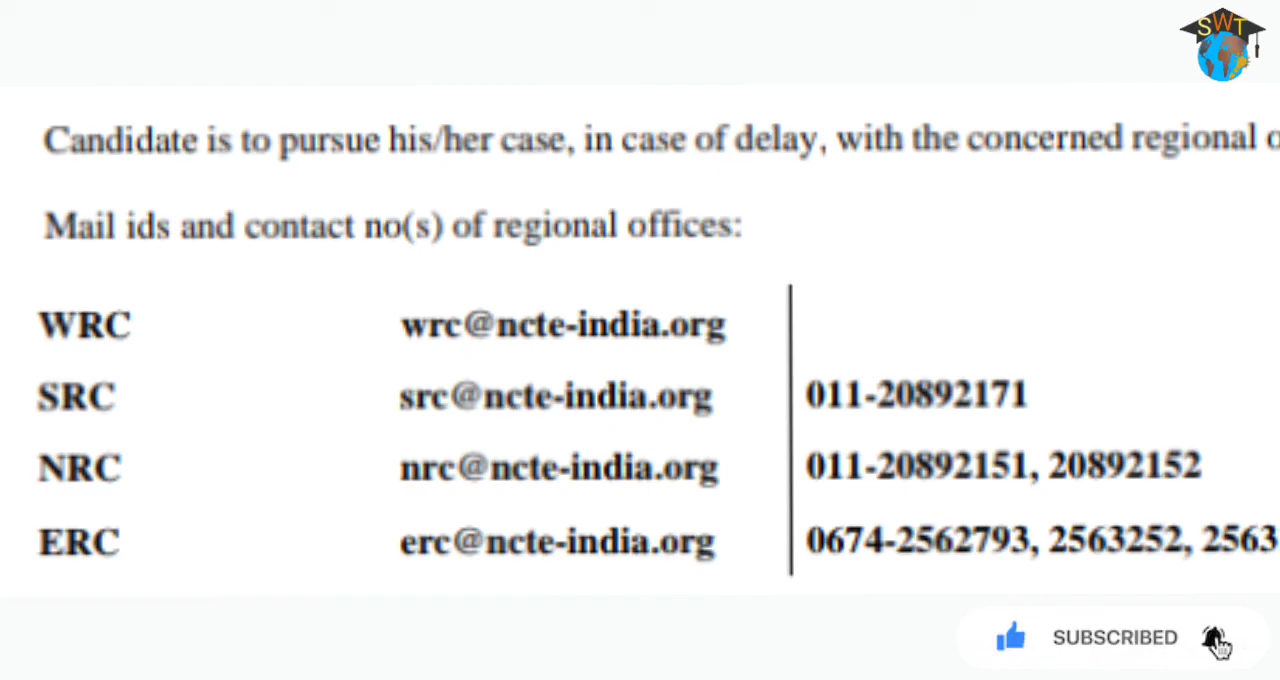 SWT
Candidate is to pursue his/her case, in case of delay, with the concerned regional
Mail ids and contact no(s) of regional offices:
WRC wrc@ncte-india.org
SRC src@ncte-india.org 011-20892171
NRC nrc@ncte-india.org 011-20892151, 20892152
ERC erc@ncte-india.org 0674-2562793, 2563252, 2563
SUBSCRIBED